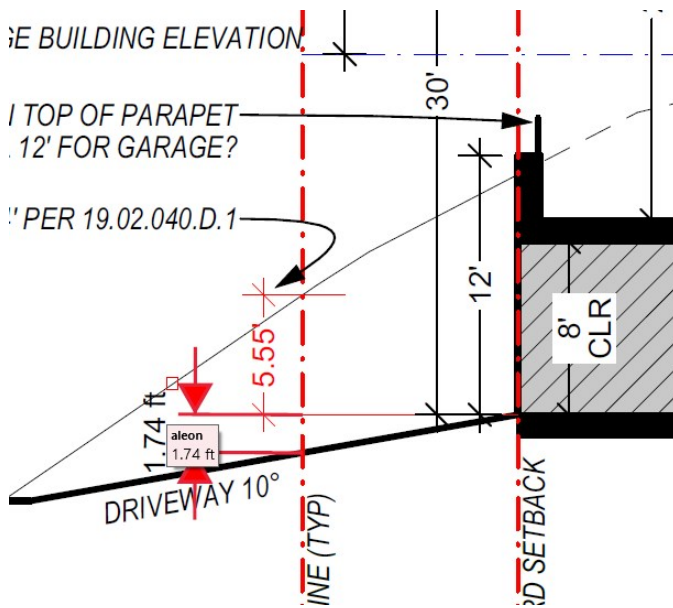 GE BUILDING ELEVATION
TOP OF PARAPET
12' FOR GARAGE?
' PER 19.02.040.D.1
30'
12'
5.55'
8'
CLR
1.74 ft
aleon
1.74 ft
DRIVEWAY 10°
INE (TYP)
RD SETBACK